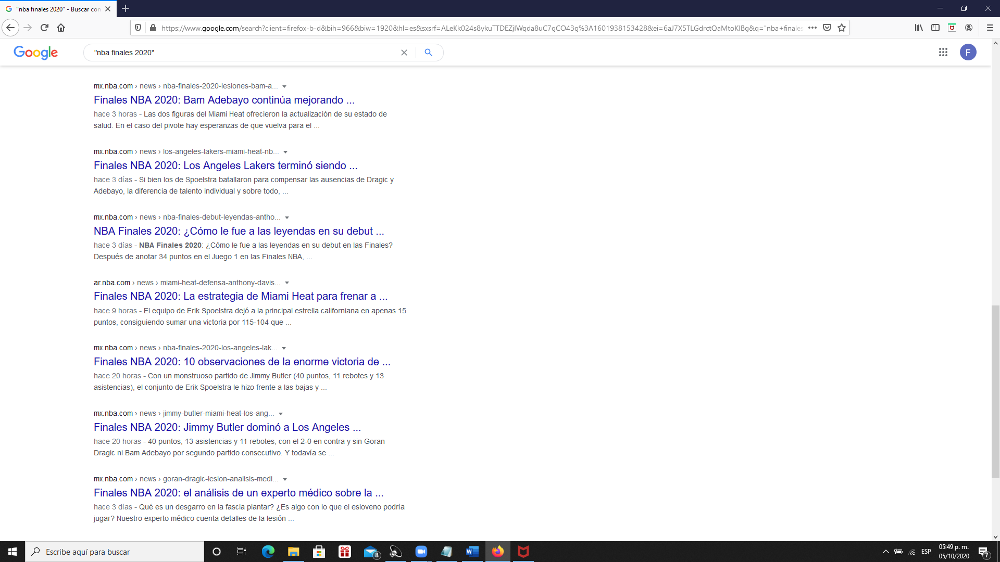 "nba finales 2020" - Buscar con
https://www.google.com/search?client=firefox-b-d&bih=966&biw=1920&hl=es&sxsrf=ALeKk024s8ykuTTDEZjIWqda8uC7gCO43g%3A1601938153428&ei=6aJ7X5TLGdrctQaMtoKIBg&q="nba+finales
Google
"nba finales 2020"
F
mx.nba.com › news › nba-finales-2020-lesiones-bam-a...
Finales NBA 2020: Bam Adebayo continúa mejorando ...
hace 3 horas - Las dos figuras del Miami Heat ofrecieron la actualización de su estado de
salud. En el caso del pivote hay esperanzas de que vuelva para el ...
mx.nba.com › news › los-angeles-lakers-miami-heat-nb...
Finales NBA 2020: Los Angeles Lakers terminó siendo ...
hace 3 días - Si bien los de Spoelstra batallaron para compensar las ausencias de Dragic y
Adebayo, la diferencia de talento individual y sobre todo, ...
mx.nba.com › news › nba-finales-debut-leyendas-antho...
NBA Finales 2020: ¿Cómo le fue a las leyendas en su debut ...
hace 3 días - NBA Finales 2020: ¿Cómo le fue a las leyendas en su debut en las Finales?
Después de anotar 34 puntos en el Juego 1 en las Finales NBA, ...
ar.nba.com › news › miami-heat-defensa-anthony-davis...
Finales NBA 2020: La estrategia de Miami Heat para frenar a ...
hace 9 horas - El equipo de Erik Spoelstra dejó a la principal estrella californiana en apenas 15
puntos, consiguiendo sumar una victoria por 115-104 que ...
mx.nba.com › news › nba-finales-2020-los-angeles-lak...
Finales NBA 2020: 10 observaciones de la enorme victoria de ...
hace 20 horas - Con un monstruoso partido de Jimmy Butler (40 puntos, 11 rebotes y 13
asistencias), el conjunto de Erik Spoelstra le hizo frente a las bajas y ...
mx.nba.com › news › jimmy-butler-miami-heat-los-ang...
Finales NBA 2020: Jimmy Butler dominó a Los Angeles ...
hace 20 horas - 40 puntos, 13 asistencias y 11 rebotes, con el 2-0 en contra y sin Goran
Dragic ni Bam Adebayo por segundo partido consecutivo. Y todavía se ...
mx.nba.com › news › goran-dragic-lesion-analisis-medi...
Finales NBA 2020: el análisis de un experto médico sobre la ...
hace 3 días - Qué es un desgarro en la fascia plantar? ¿Es algo con lo que el esloveno podría
jugar? Nuestro experto médico cuenta detalles de la lesión ...
Escribe aquí para buscar
8
ESP
05:49 p. m.
05/10/2020
7